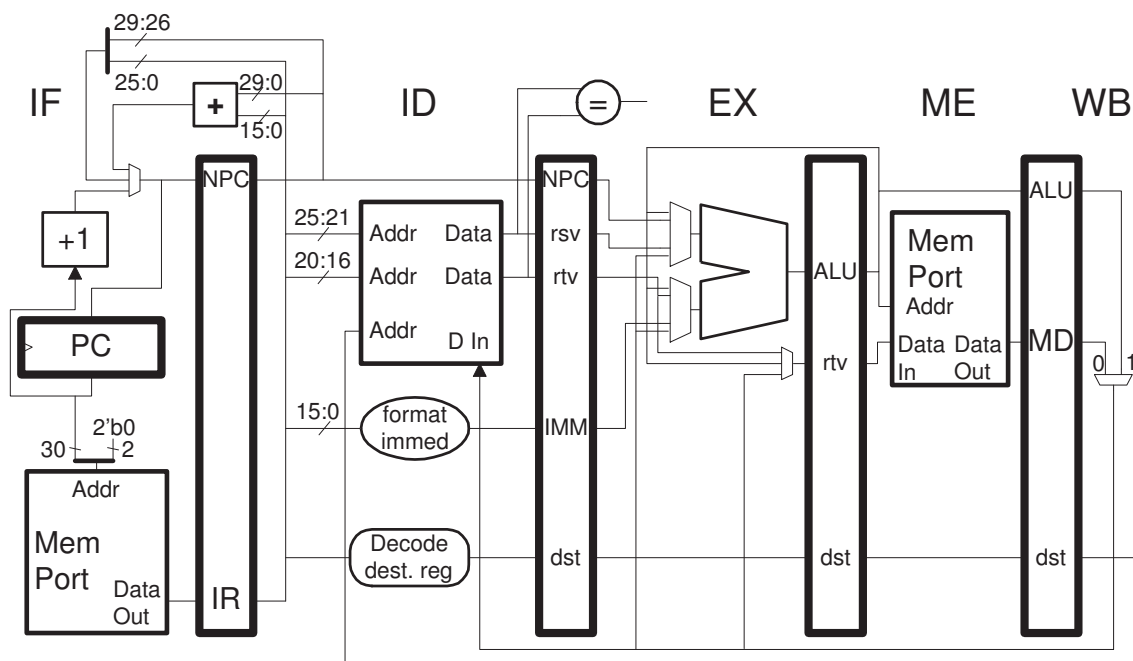 29:26
25:0
29:0
15:0
+
=
IF
ID
EX
ME
WB
NPC
NPC
ALU
+1
25:21
20:16
Addr
Data
rsv
Addr
Data
rtv
Addr
D In
ALU
Mem
Port
Addr
Data
In
Data
Out
PC
rtv
MD
0
1
15:0
format
immed
IMM
2'b0
30
2
Addr
Mem
Port
Data
Out
IR
Decode
dest. reg
dst
dst
dst